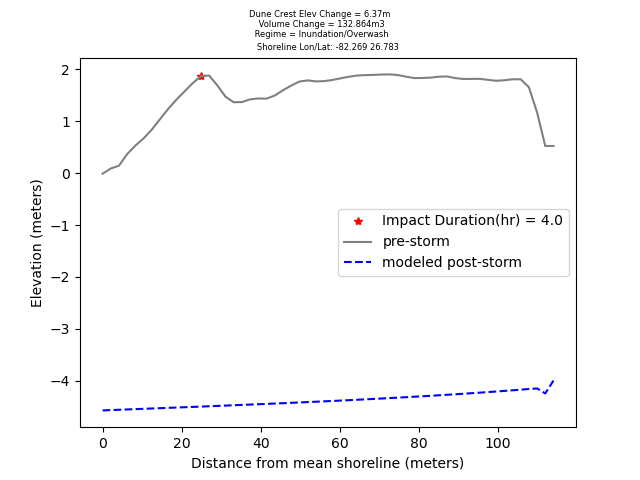 Dune Crest Elev Change = 6.37m
Volume Change = 132.864m3
Regime = Inundation/Overwash
Shoreline Lon/Lat: -82.269 26.783
2
1
0
−1
−2
−3
−4
Elevation (meters)
Impact Duration(hr) = 4.0
pre-storm
modeled post-storm
0 20 40 60 80 100
Distance from mean shoreline (meters)